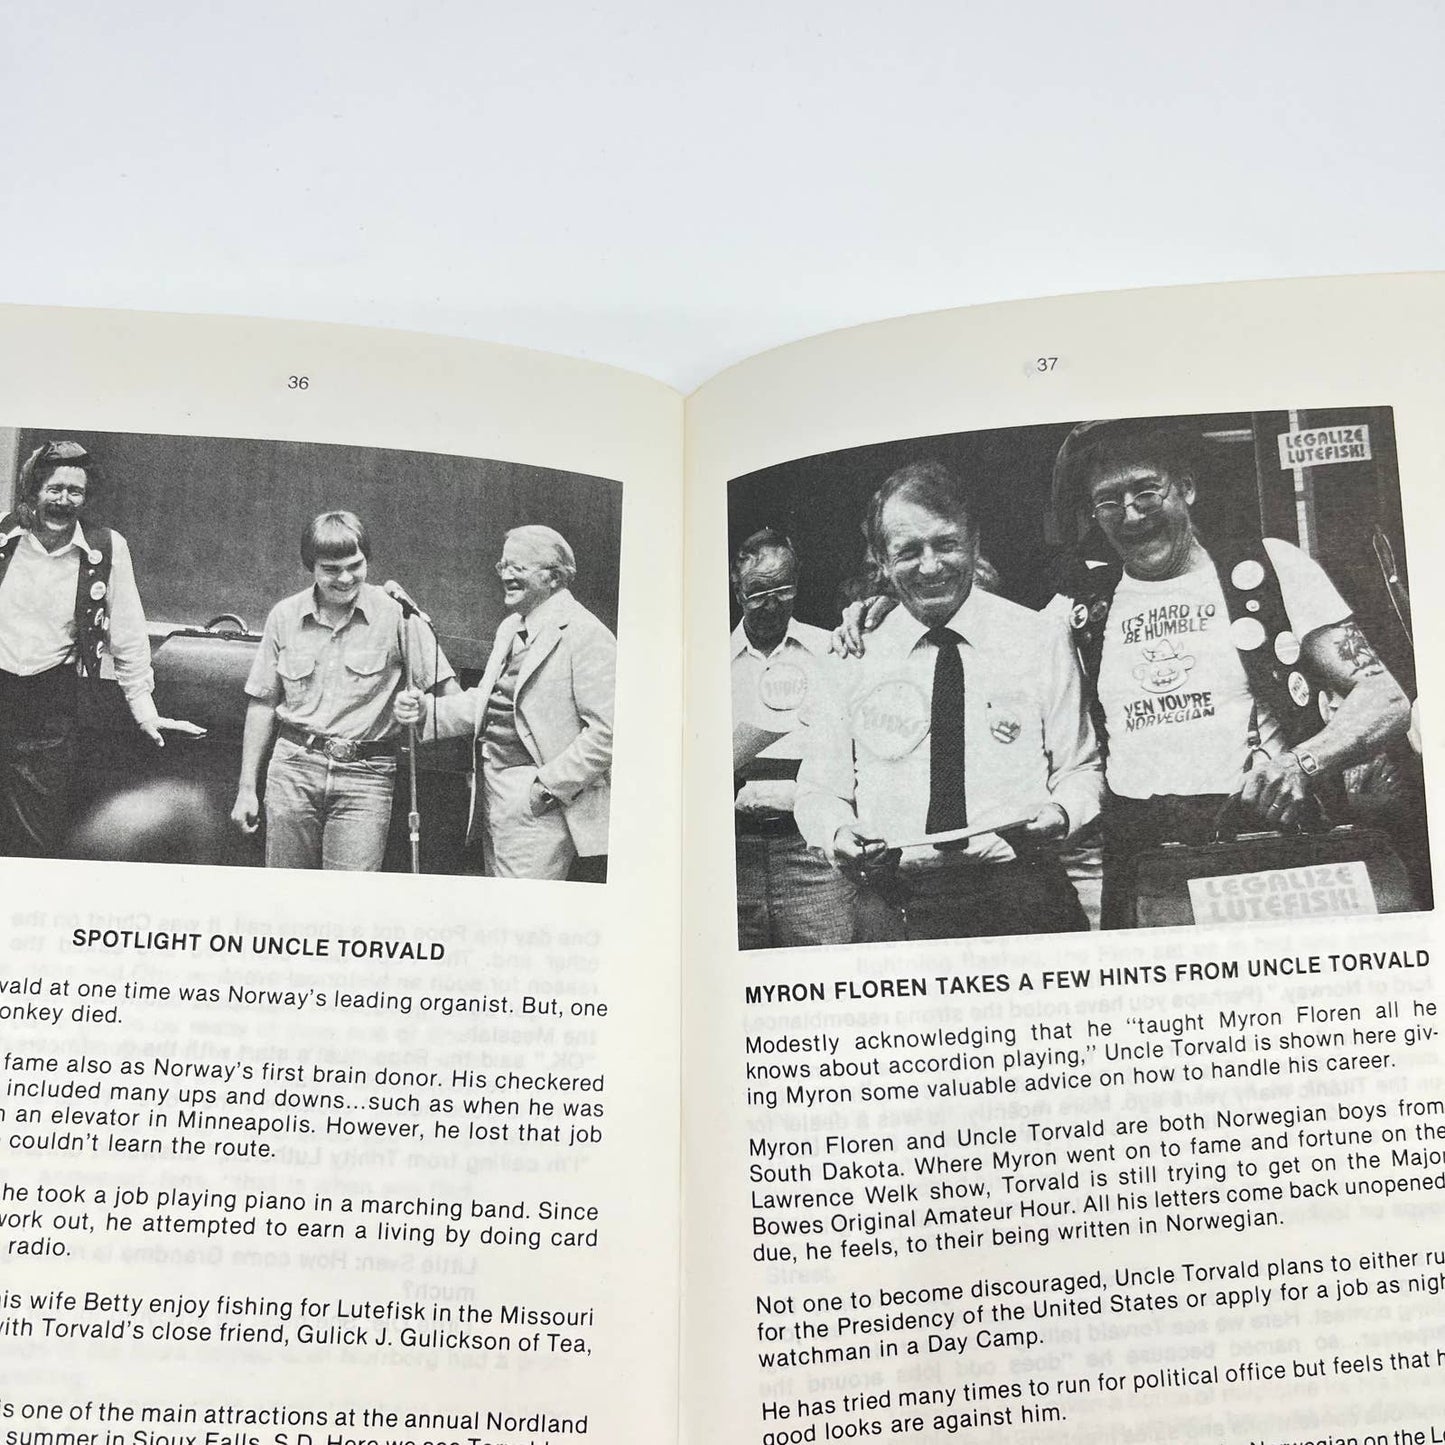 36
SPOTLIGHT ON UNCLE TORVALD
vald at one time was Norway's leading organist. But, one
onkey died.
fame also as Norway's first brain donor. His checkered
included many ups and downs...such as when he was
n an elevator in Minneapolis. However, he lost that job
couldn't learn the route.
he took a job playing piano in a marching band. Since
work out, he attempted to earn a living by doing card
radio.
his wife Betty enjoy fishing for Lutefisk in the Missouri
with Torvald's close friend, Gulick J. Gulickson of Tea,
is one of the main attractions at the annual Nordland
summer in Sioux Falls, S.D. Here we see
37
LEGALIZE
LUTEFISK!
IT'S HARD TO
BE HUMBLE
VEN YOU'RE
NORVEGIAN
JUDGE
JUDGE
LEGALIZE
LUTEFISK!
MYRON FLOREN TAKES A FEW HINTS FROM UNCLE TORVALD
Modestly acknowledging that he "taught Myron Floren all he
knows about accordion playing," Uncle Torvald is shown here giv-
ing Myron some valuable advice on how to handle his career.
Myron Floren and Uncle Torvald are both Norwegian boys from
South Dakota. Where Myron went on to fame and fortune on the
Lawrence Welk show, Torvald is still trying to get on the Major
Bowes Original Amateur Hour. All his letters come back unopened
due, he feels, to their being written in Norwegian.
Not one to become discouraged, Uncle Torvald plans to either ru
for the Presidency of the United States or apply for a job as nigh
watchman in a Day Camp.
He has tried many times to run for political office but feels that h
good looks are against him.
Norwegian on the L